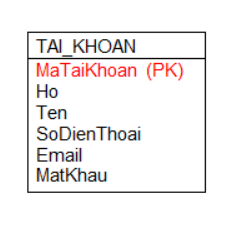 TAI_KHOAN
MaTaiKhoan (PK)
Ho
Ten
SoDienThoai
Email
MatKhau